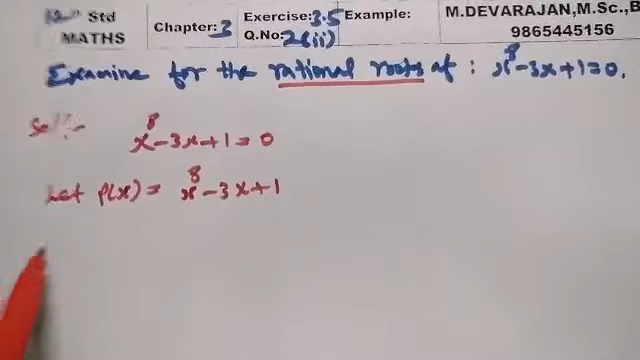 12th Std
MATHS
Chapter: 3
Exercise: 3.5 Example:
Q.No: 2(ii)
M.DEVARAJAN,M.Sc.,B
9865445156
Examine for the rational roots of : x⁸-3x+1=0.
Sol:-
x⁸-3x+1=0
Let P(x) = x⁸-3x+1